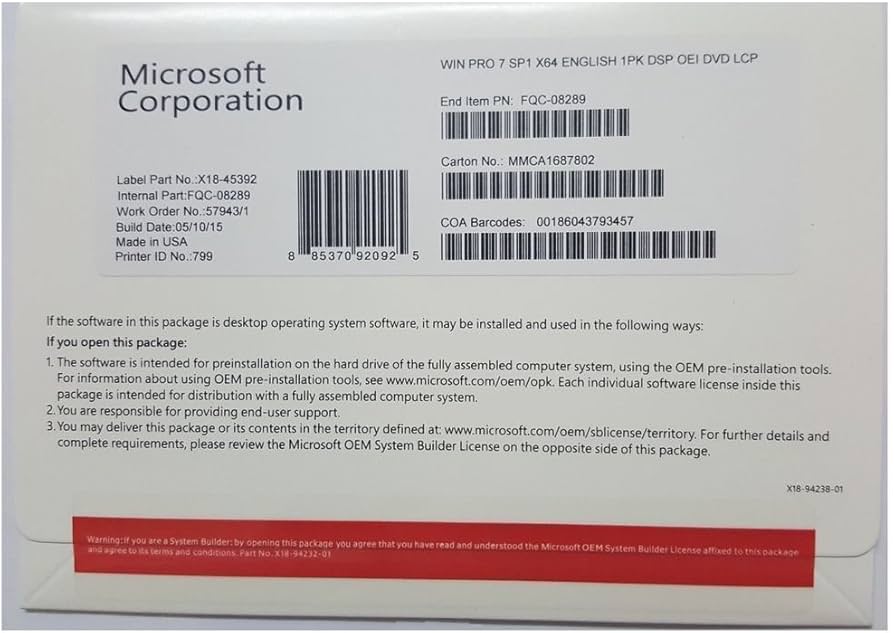 Microsoft
Corporation
WIN PRO 7 SP1 X64 ENGLISH 1PK DSP OEI DVD LCP
End Item PN: FQC-08289
Carton No.: MMCA1687802
COA Barcodes: 00186043793457
Label Part No.:X18-45392
Internal Part:FQC-08289
Work Order No.:57943/1
Build Date:05/10/15
Made in USA
Printer ID No.:799
8 85370 92092 5
If the software in this package is desktop operating system software, it may be installed and used in the following ways:
If you open this package:
1. The software is intended for preinstallation on the hard drive of the fully assembled computer system, using the OEM pre-installation tools.
For information about using OEM pre-installation tools, see www.microsoft.com/oem/opk. Each individual software license inside this
package is intended for distribution with a fully assembled computer system.
2. You are responsible for providing end-user support.
3. You may deliver this package or its contents in the territory defined at: www.microsoft.com/oem/sblicense/territory. For further details and
complete requirements, please review the Microsoft OEM System Builder License on the opposite side of this package.
X18-94238-01
Warning:If you are a System Builder: by opening this package you agree that you have read and understood the Microsoft OEM System Builder License affixed to this package
and agree to its terms and conditions. Part No. X18-94232-01